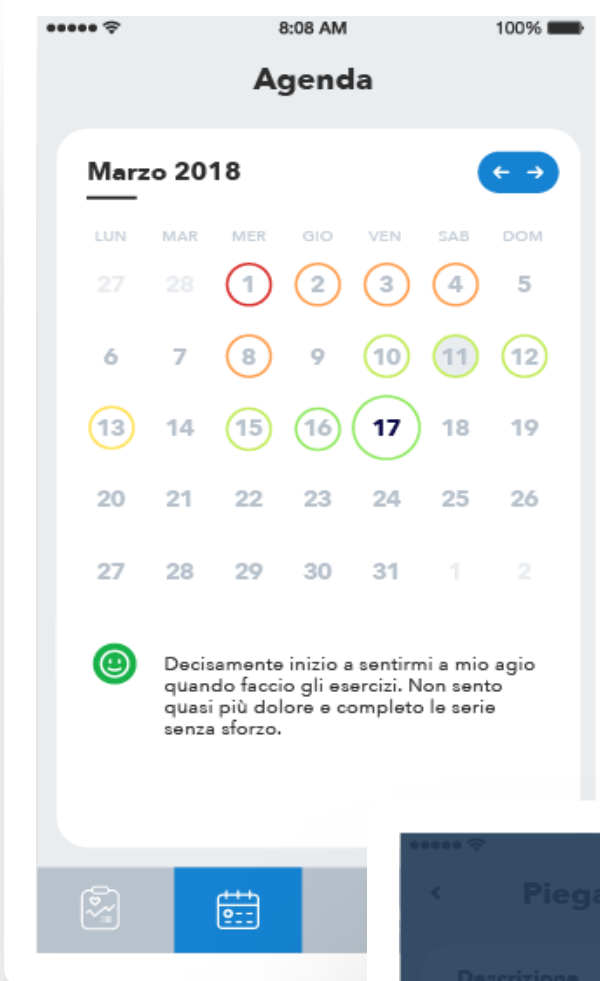 8:08 AM 100%
Agenda
Marzo 2018
LUN MAR MER GIO VEN SAB DOM
27 28 1 2 3 4 5
6 7 8 9 10 11 12
13 14 15 16 17 18 19
20 21 22 23 24 25 26
27 28 29 30 31 1 2
Decisamente inizio a sentirmi a mio agio
quando faccio gli esercizi. Non sento
quasi più dolore e completo le serie
senza sforzo.
Piega
Descrizione